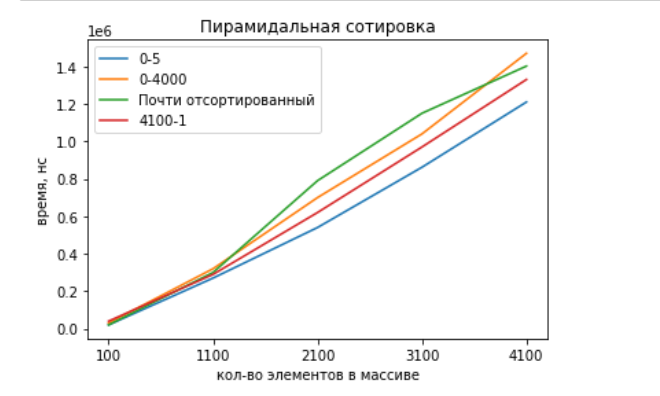 Пирамидальная сотировка
1e6
0-5
0-4000
Почти отсортированный
4100-1
1.4
1.2
1.0
0.8
0.6
0.4
0.2
0.0
время, нс
100 1100 2100 3100 4100
кол-во элементов в массиве